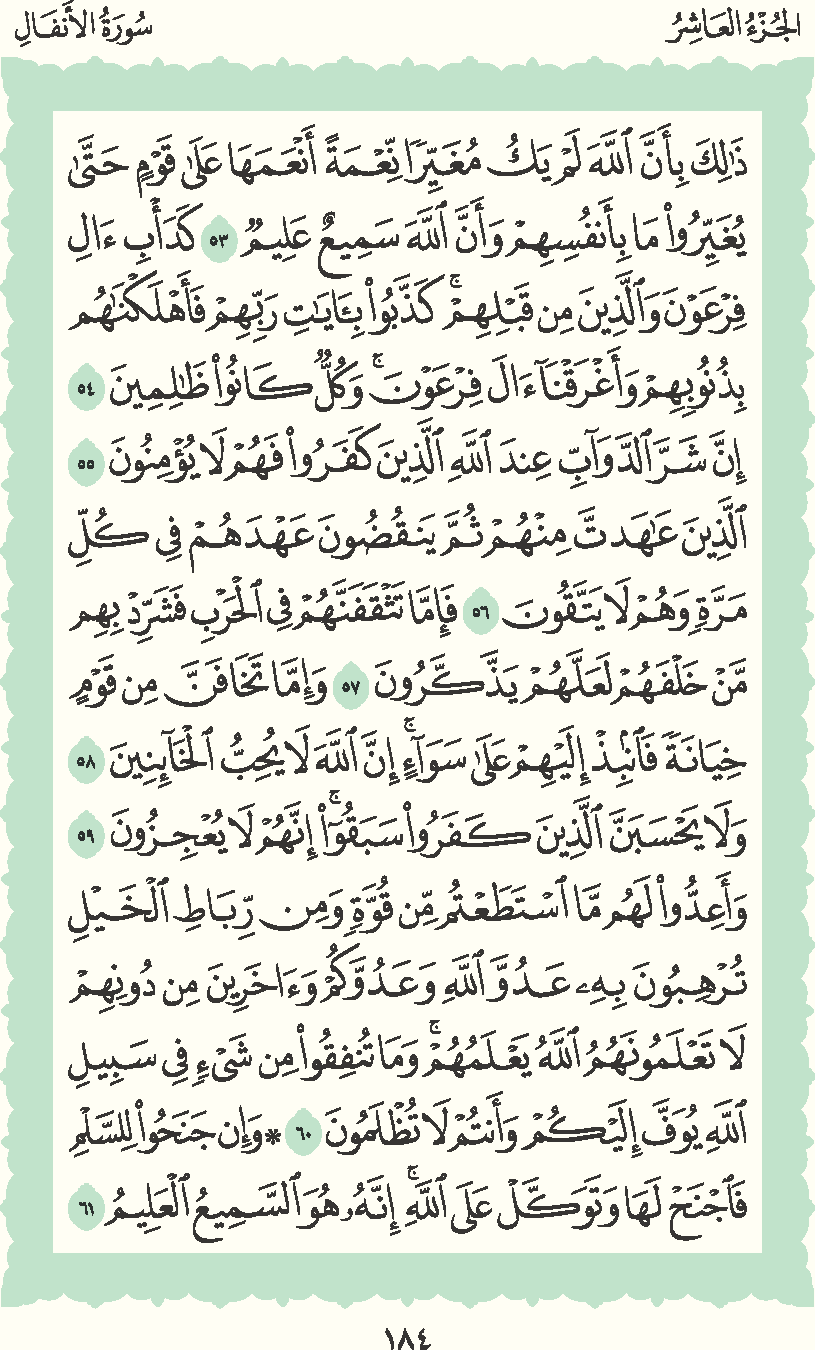 الجُزْءُ العَاشِرُ
سُورَةُ الأَنفَالِ
ذَٰلِكَ بِأَنَّ ٱللَّهَ لَمْ يَكُ مُغَيِّرًا نِّعْمَةً أَنْعَمَهَا عَلَىٰ قَوْمٍ حَتَّىٰ
يُغَيِّرُوا۟ مَا بِأَنفُسِهِمْ وَأَنَّ ٱللَّهَ سَمِيعٌ عَلِيمٌ ٥٣ كَدَأْبِ ءَالِ
فِرْعَوْنَ وَٱلَّذِينَ مِن قَبْلِهِمْ ۚ كَذَّبُوا۟ بِـَٔايَـٰتِ رَبِّهِمْ فَأَهْلَكْنَـٰهُم
بِذُنُوبِهِمْ وَأَغْرَقْنَآ ءَالَ فِرْعَوْنَ ۚ وَكُلٌّ كَانُوا۟ ظَـٰلِمِينَ ٥٤
إِنَّ شَرَّ ٱلدَّوَآبِّ عِندَ ٱللَّهِ ٱلَّذِينَ كَفَرُوا۟ فَهُمْ لَا يُؤْمِنُونَ ٥٥
ٱلَّذِينَ عَـٰهَدتَّ مِنْهُمْ ثُمَّ يَنقُضُونَ عَهْدَهُمْ فِى كُلِّ
مَرَّةٍ وَهُمْ لَا يَتَّقُونَ ٥٦ فَإِمَّا تَثْقَفَنَّهُمْ فِى ٱلْحَرْبِ فَشَرِّدْ بِهِم
مَّنْ خَلْفَهُمْ لَعَلَّهُمْ يَذَّكَّرُونَ ٥٧ وَإِمَّا تَخَافَنَّ مِن قَوْمٍ
خِيَانَةً فَٱنۢبِذْ إِلَيْهِمْ عَلَىٰ سَوَآءٍ ۚ إِنَّ ٱللَّهَ لَا يُحِبُّ ٱلْخَآئِنِينَ ٥٨
وَلَا يَحْسَبَنَّ ٱلَّذِينَ كَفَرُوا۟ سَبَقُوٓا۟ ۚ إِنَّهُمْ لَا يُعْجِزُونَ ٥٩
وَأَعِدُّوا۟ لَهُم مَّا ٱسْتَطَعْتُم مِّن قُوَّةٍ وَمِن رِّبَاطِ ٱلْخَيْلِ
تُرْهِبُونَ بِهِۦ عَدُوَّ ٱللَّهِ وَعَدُوَّكُمْ وَءَاخَرِينَ مِن دُونِهِمْ
لَا تَعْلَمُونَهُمُ ٱللَّهُ يَعْلَمُهُمْ ۚ وَمَا تُنفِقُوا۟ مِن شَىْءٍ فِى سَبِيلِ
ٱللَّهِ يُوَفَّ إِلَيْكُمْ وَأَنتُمْ لَا تُظْلَمُونَ ٦٠ * وَإِن جَنَحُوا۟ لِلسَّلْمِ
فَٱجْنَحْ لَهَا وَتَوَكَّلْ عَلَى ٱللَّهِ ۚ إِنَّهُۥ هُوَ ٱلسَّمِيعُ ٱلْعَلِيمُ ٦١
١٨٤